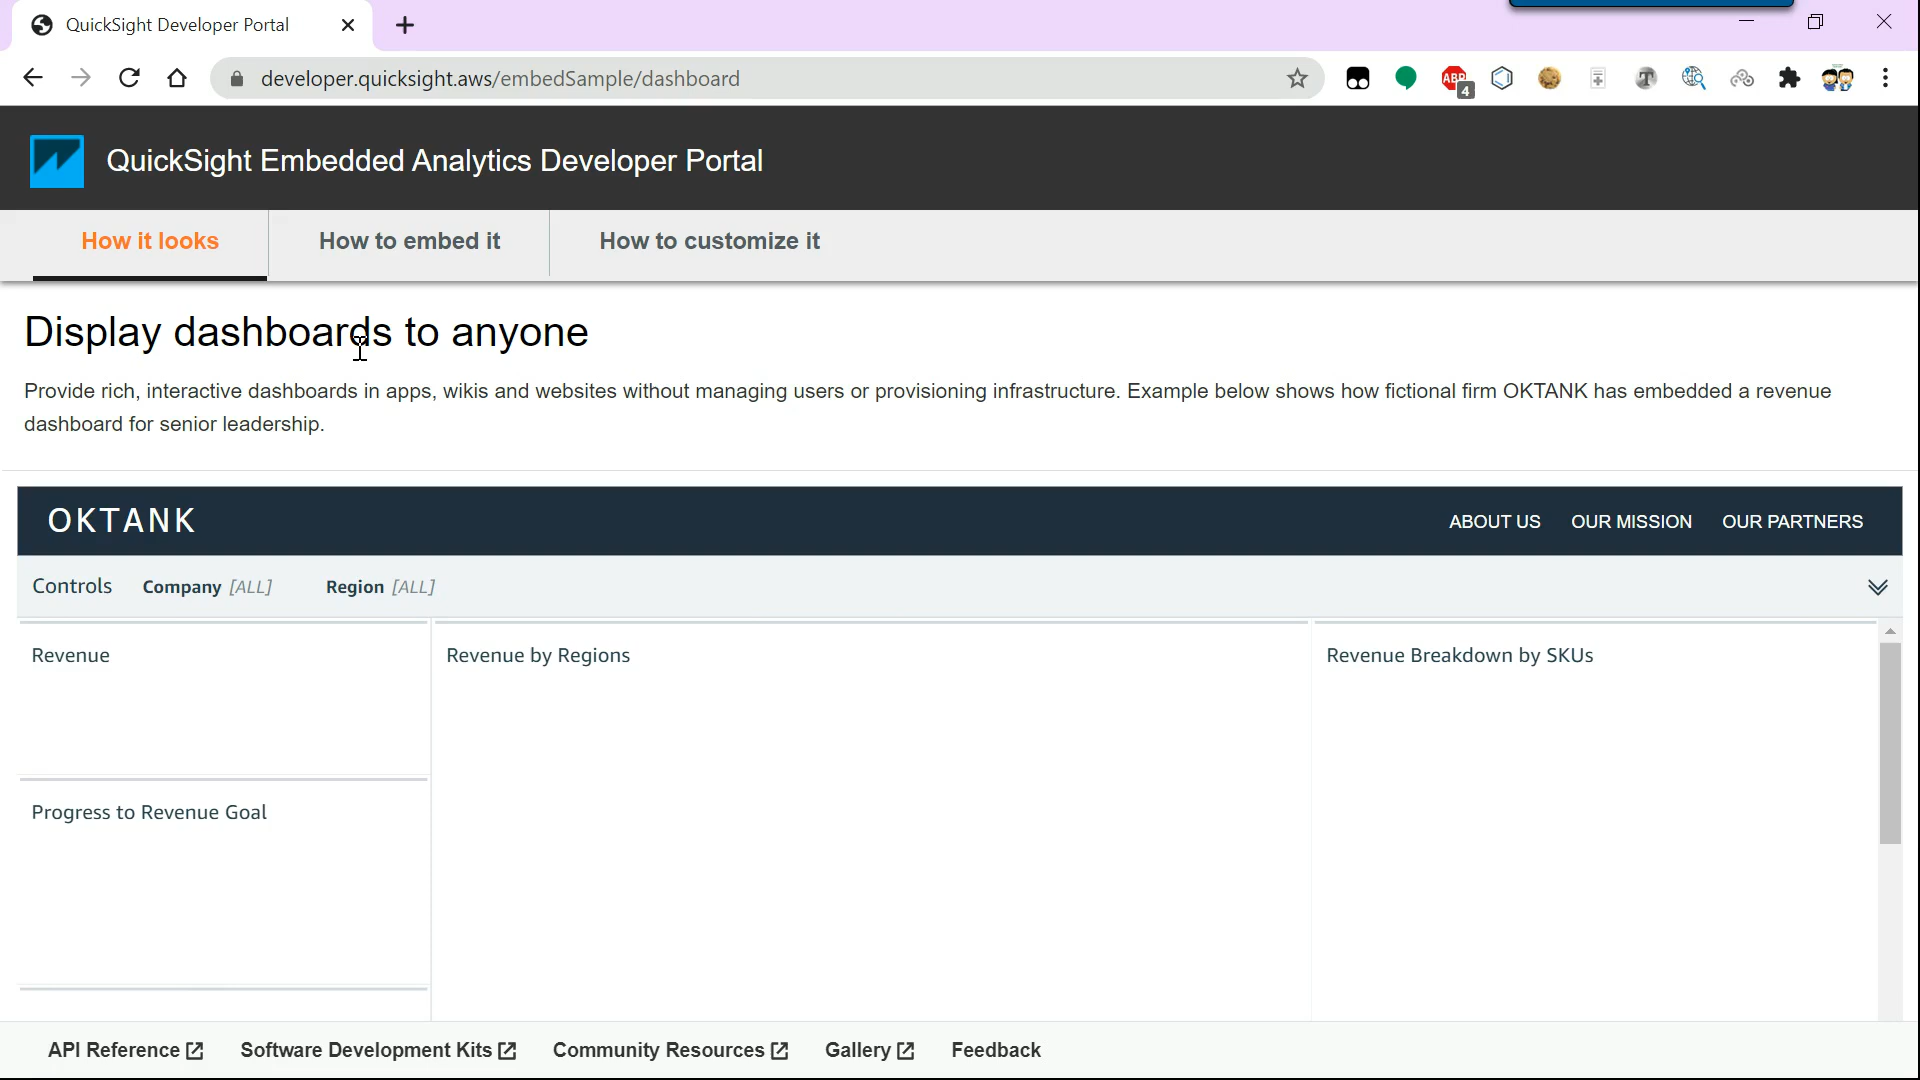 QuickSight Developer Portal
developer.quicksight.aws/embedSample/dashboard
ABP
4
T
QuickSight Embedded Analytics Developer Portal
How it looks
How to embed it
How to customize it
Display dashboards to anyone
Provide rich, interactive dashboards in apps, wikis and websites without managing users or provisioning infrastructure. Example below shows how fictional firm OKTANK has embedded a revenue
dashboard for senior leadership.
OKTANK
ABOUT US
OUR MISSION
OUR PARTNERS
Controls
Company [ALL]
Region [ALL]
Revenue
Revenue by Regions
Revenue Breakdown by SKUs
Progress to Revenue Goal
API Reference
Software Development Kits
Community Resources
Gallery
Feedback